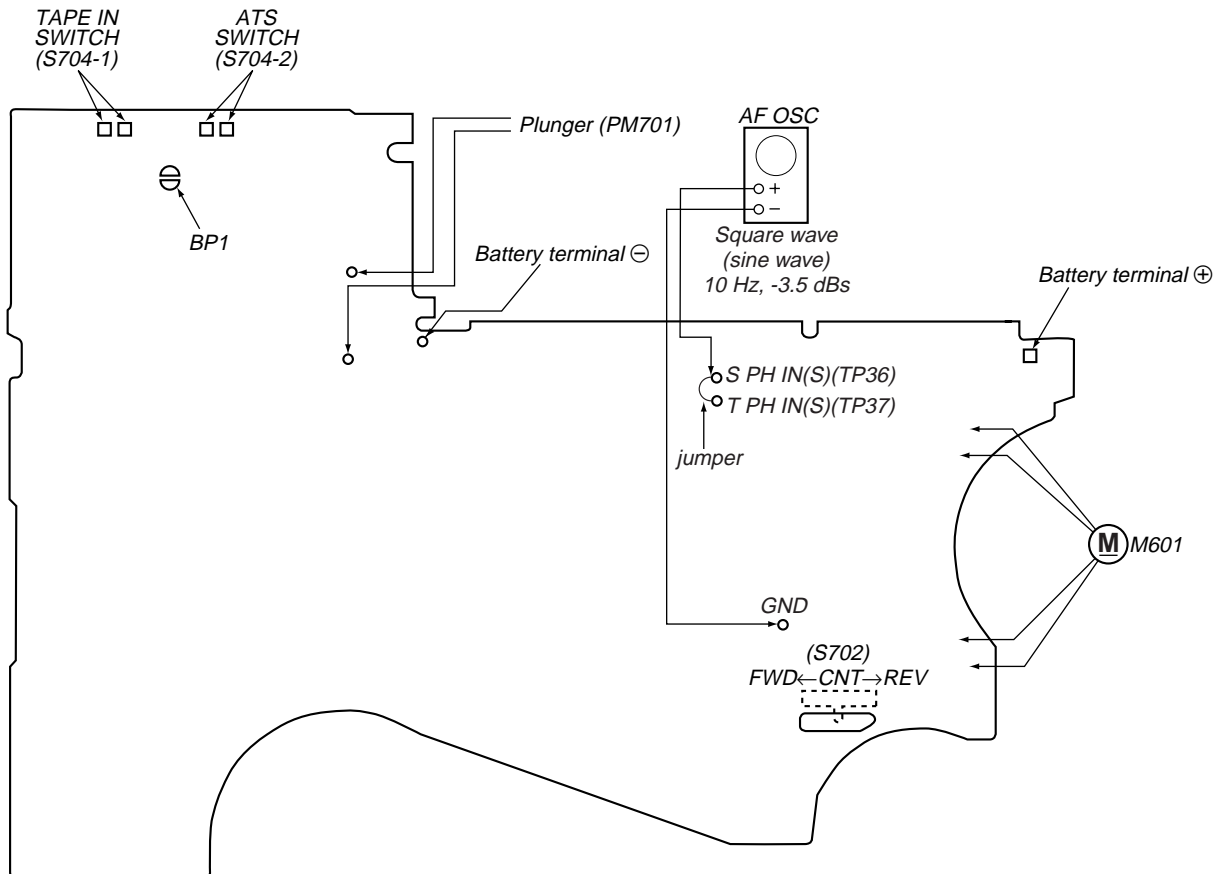 TAPE IN
SWITCH
(S704-1)
ATS
SWITCH
(S704-2)
Plunger (PM701)
AF OSC
+
−
BP1
Square wave
(sine wave)
10 Hz, -3.5 dBs
Battery terminal ⊖
Battery terminal ⊕
S PH IN(S)(TP36)
T PH IN(S)(TP37)
jumper
M M601
GND
(S702)
FWD←CNT→REV